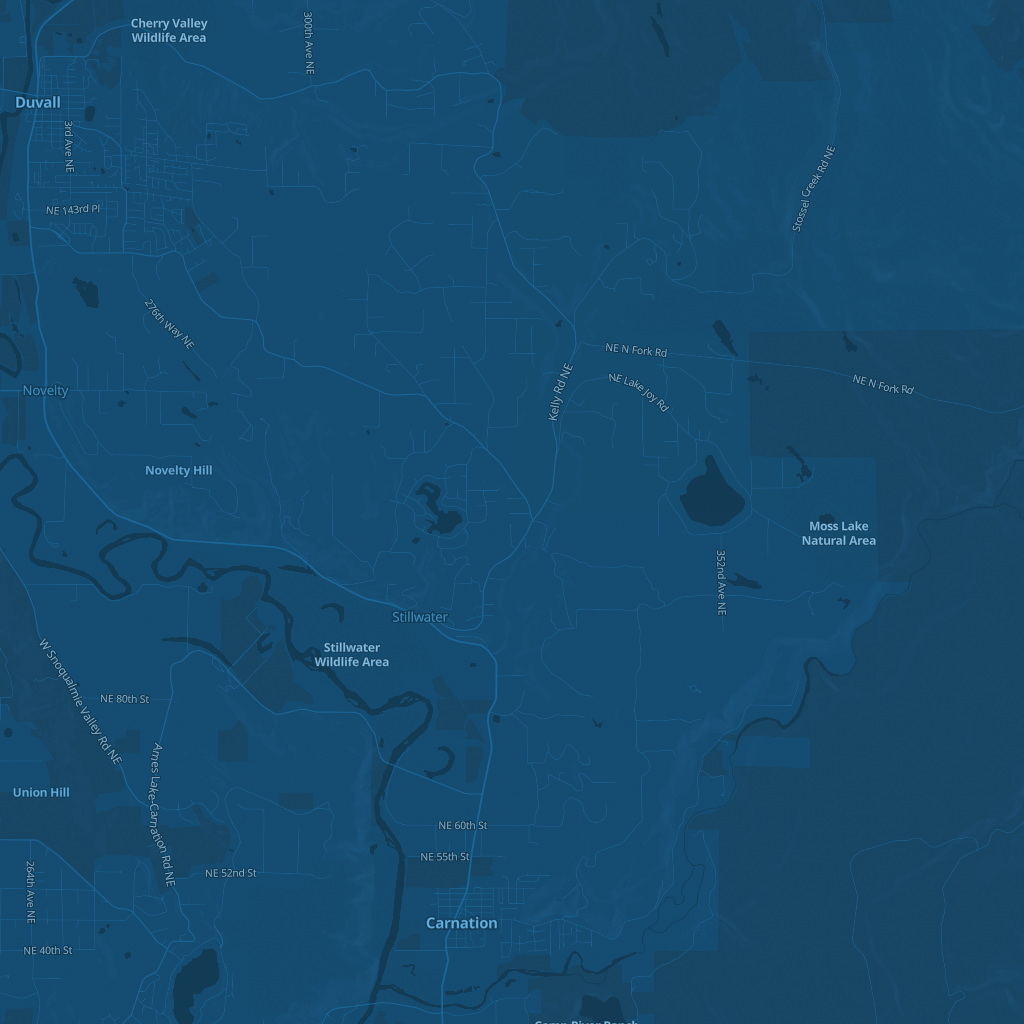 Cherry Valley
Wildlife Area
300th Ave NE
Duvall
3rd Ave NE
Stossel Creek Rd NE
NE 143rd Pl
276th Way NE
NE N Fork Rd
NE Lake Joy Rd
NE N Fork Rd
Kelly Rd NE
Novelty
Novelty Hill
Moss Lake
Natural Area
352nd Ave NE
Stillwater
Stillwater
Wildlife Area
W Snoqualmie Valley Rd NE
NE 80th St
Ames Lake-Carnation Rd NE
Union Hill
NE 60th St
NE 55th St
NE 52nd St
264th Ave NE
Carnation
NE 40th St
Camp River Ranch